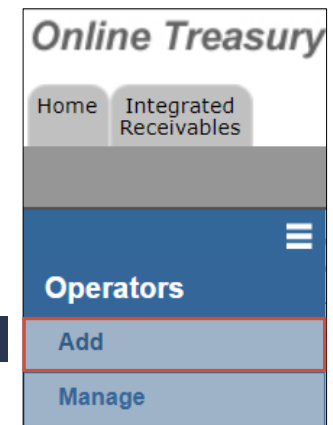 Online Treasury
Home
Integrated
Receivables
Operators
Add
Manage